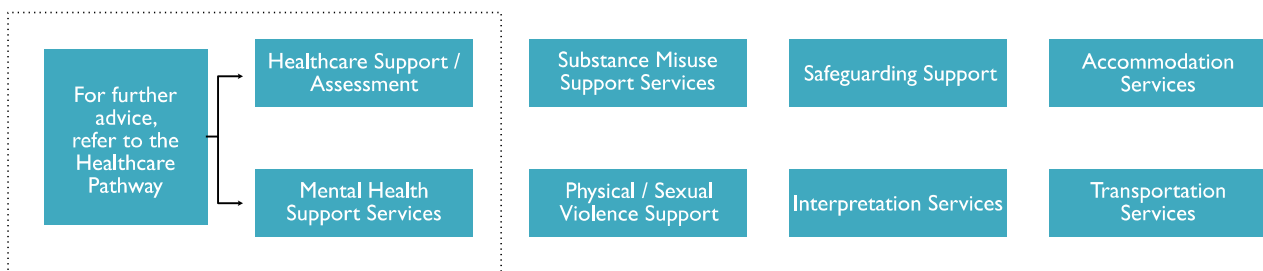 For further
advice,
refer to the
Healthcare
Pathway
Healthcare Support /
Assessment
Mental Health
Support Services
Substance Misuse
Support Services
Physical / Sexual
Violence Support
Safeguarding Support
Interpretation Services
Accommodation
Services
Transportation
Services